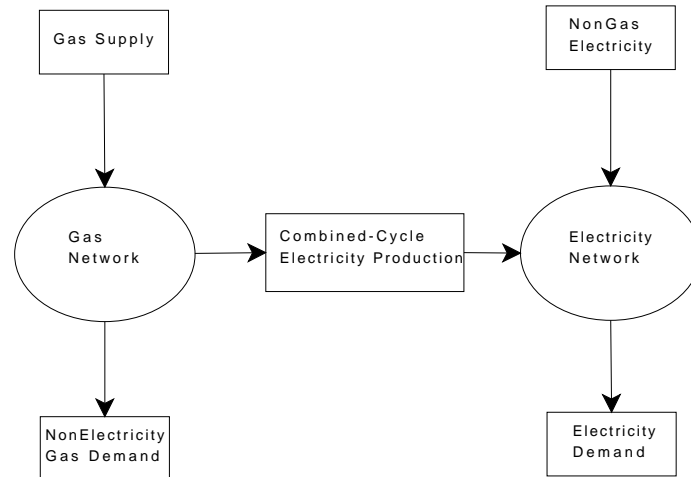 Gas Supply
NonGas
Electricity
Gas
Network
Combined-Cycle
Electricity Production
Electricity
Network
NonElectricity
Gas Demand
Electricity
Demand